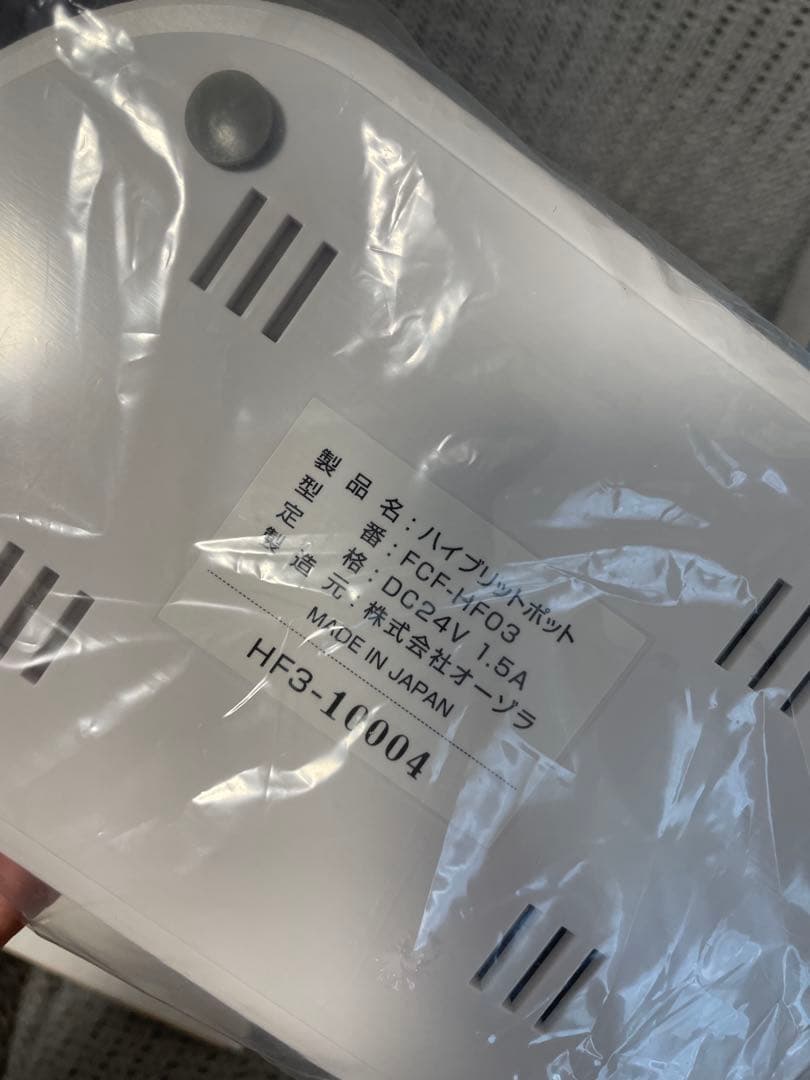 製品名：ハイブリットポット
型番：FCF-HF03
定格：DC24V 1.5A
製造元：株式会社オーゾラ
MADE IN JAPAN
HF3-10004